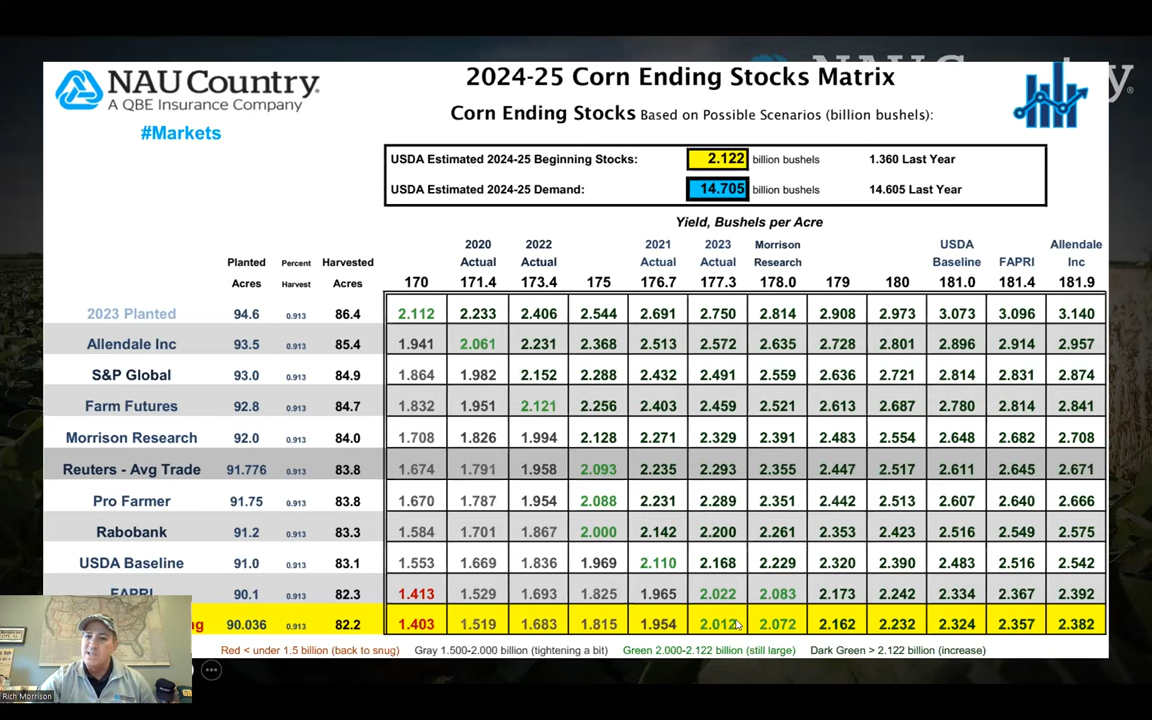 NAU Country.
A QBE Insurance Company
#Markets
2024-25 Corn Ending Stocks Matrix
Corn Ending Stocks Based on Possible Scenarios (billion bushels):
USDA Estimated 2024-25 Beginning Stocks: 2.122 billion bushels 1.360 Last Year
USDA Estimated 2024-25 Demand: 14.705 billion bushels 14.605 Last Year
Yield, Bushels per Acre
2020 2022 2021 2023 Morrison USDA Allendale
Planted Percent Harvested Actual Actual Actual Actual Research Baseline FAPRI Inc
Acres Harvest Acres 170 171.4 173.4 175 176.7 177.3 178.0 179 180 181.0 181.4 181.9
2023 Planted 94.6 0.913 86.4 2.112 2.233 2.406 2.544 2.691 2.750 2.814 2.908 2.973 3.073 3.096 3.140
Allendale Inc 93.5 0.913 85.4 1.941 2.061 2.231 2.368 2.513 2.572 2.635 2.728 2.801 2.896 2.914 2.957
S&P Global 93.0 0.913 84.9 1.864 1.982 2.152 2.288 2.432 2.491 2.559 2.636 2.721 2.814 2.831 2.874
Farm Futures 92.8 0.913 84.7 1.832 1.951 2.121 2.256 2.403 2.459 2.521 2.613 2.687 2.780 2.814 2.841
Morrison Research 92.0 0.913 84.0 1.708 1.826 1.994 2.128 2.271 2.329 2.391 2.483 2.554 2.648 2.682 2.708
Reuters - Avg Trade 91.776 0.913 83.8 1.674 1.791 1.958 2.093 2.235 2.293 2.355 2.447 2.517 2.611 2.645 2.671
Pro Farmer 91.75 0.913 83.8 1.670 1.787 1.954 2.088 2.231 2.289 2.351 2.442 2.513 2.607 2.640 2.666
Rabobank 91.2 0.913 83.3 1.584 1.701 1.867 2.000 2.142 2.200 2.261 2.353 2.423 2.516 2.549 2.575
USDA Baseline 91.0 0.913 83.1 1.553 1.669 1.836 1.969 2.110 2.168 2.229 2.320 2.390 2.483 2.516 2.542
FAPRI 90.1 0.913 82.3 1.413 1.529 1.693 1.825 1.965 2.022 2.083 2.173 2.242 2.334 2.367 2.392
90.036 0.913 82.2 1.403 1.519 1.683 1.815 1.954 2.012 2.072 2.162 2.232 2.324 2.357 2.382
Red < under 1.5 billion (back to snug) Gray 1.500-2.000 billion (tightening a bit) Green 2.000-2.122 billion (still large) Dark Green > 2.122 billion (increase)
Rich Morrison